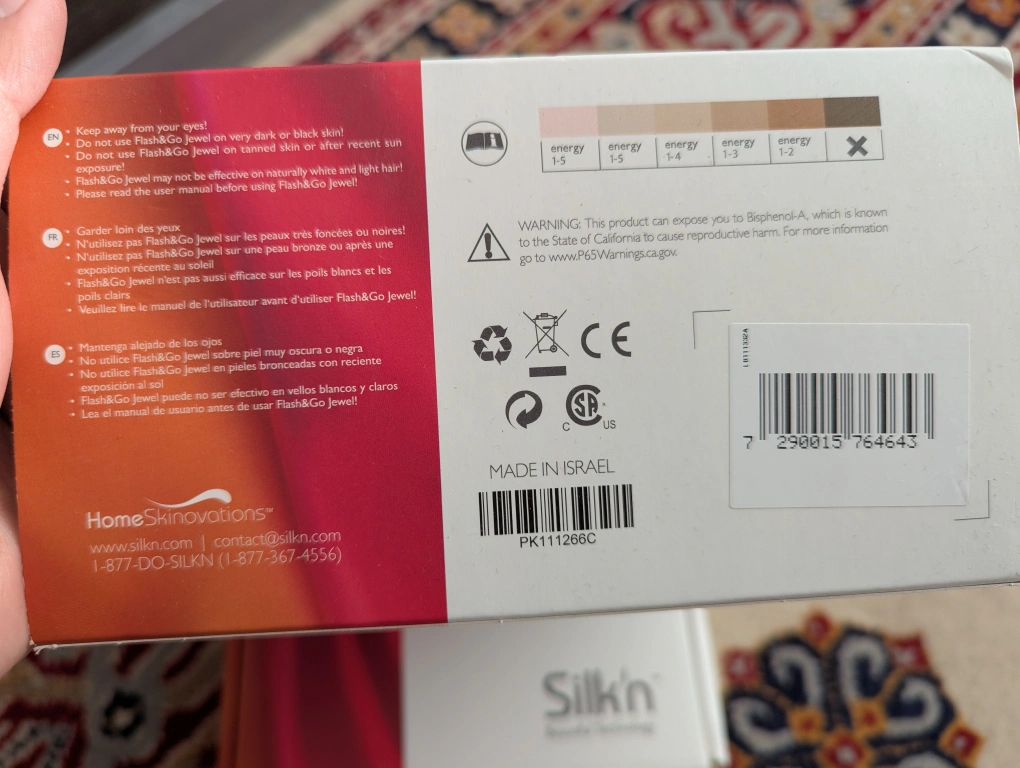 EN
• Keep away from your eyes!
• Do not use Flash&Go Jewel on very dark or black skin!
• Do not use Flash&Go Jewel on tanned skin or after recent sun
exposure!
• Flash&Go Jewel may not be effective on naturally white and light hair!
• Please read the user manual before using Flash&Go Jewel!
FR
• Garder loin des yeux
• N'utilisez pas Flash&Go Jewel sur les peaux très foncées ou noires!
• N'utilisez pas Flash&Go Jewel sur une peau bronze ou après une
exposition récente au soleil
• Flash&Go Jewel n'est pas aussi efficace sur les poils blancs et les
poils clairs
• Veuillez lire le manuel de l'utilisateur avant d'utiliser Flash&Go Jewel!
ES
• Mantenga alejado de los ojos
• No utilice Flash&Go Jewel sobre piel muy oscura o negra
• No utilice Flash&Go Jewel en pieles bronceadas con reciente
exposición al sol
• Flash&Go Jewel puede no ser efectivo en vellos blancos y claros
• Lea el manual de usuario antes de usar Flash&Go Jewel!
HomeSkinovations™
www.silkn.com | contact@silkn.com
1-877-DO-SILKN (1-877-367-4556)
energy 1-5
energy 1-5
energy 1-4
energy 1-3
energy 1-2
WARNING: This product can expose you to Bisphenol-A, which is known
to the State of California to cause reproductive harm. For more information
go to www.P65Warnings.ca.gov.
CE
C SA® US
MADE IN ISRAEL
PK111266C
LB111332A
7 290015 764643
Silk'n™